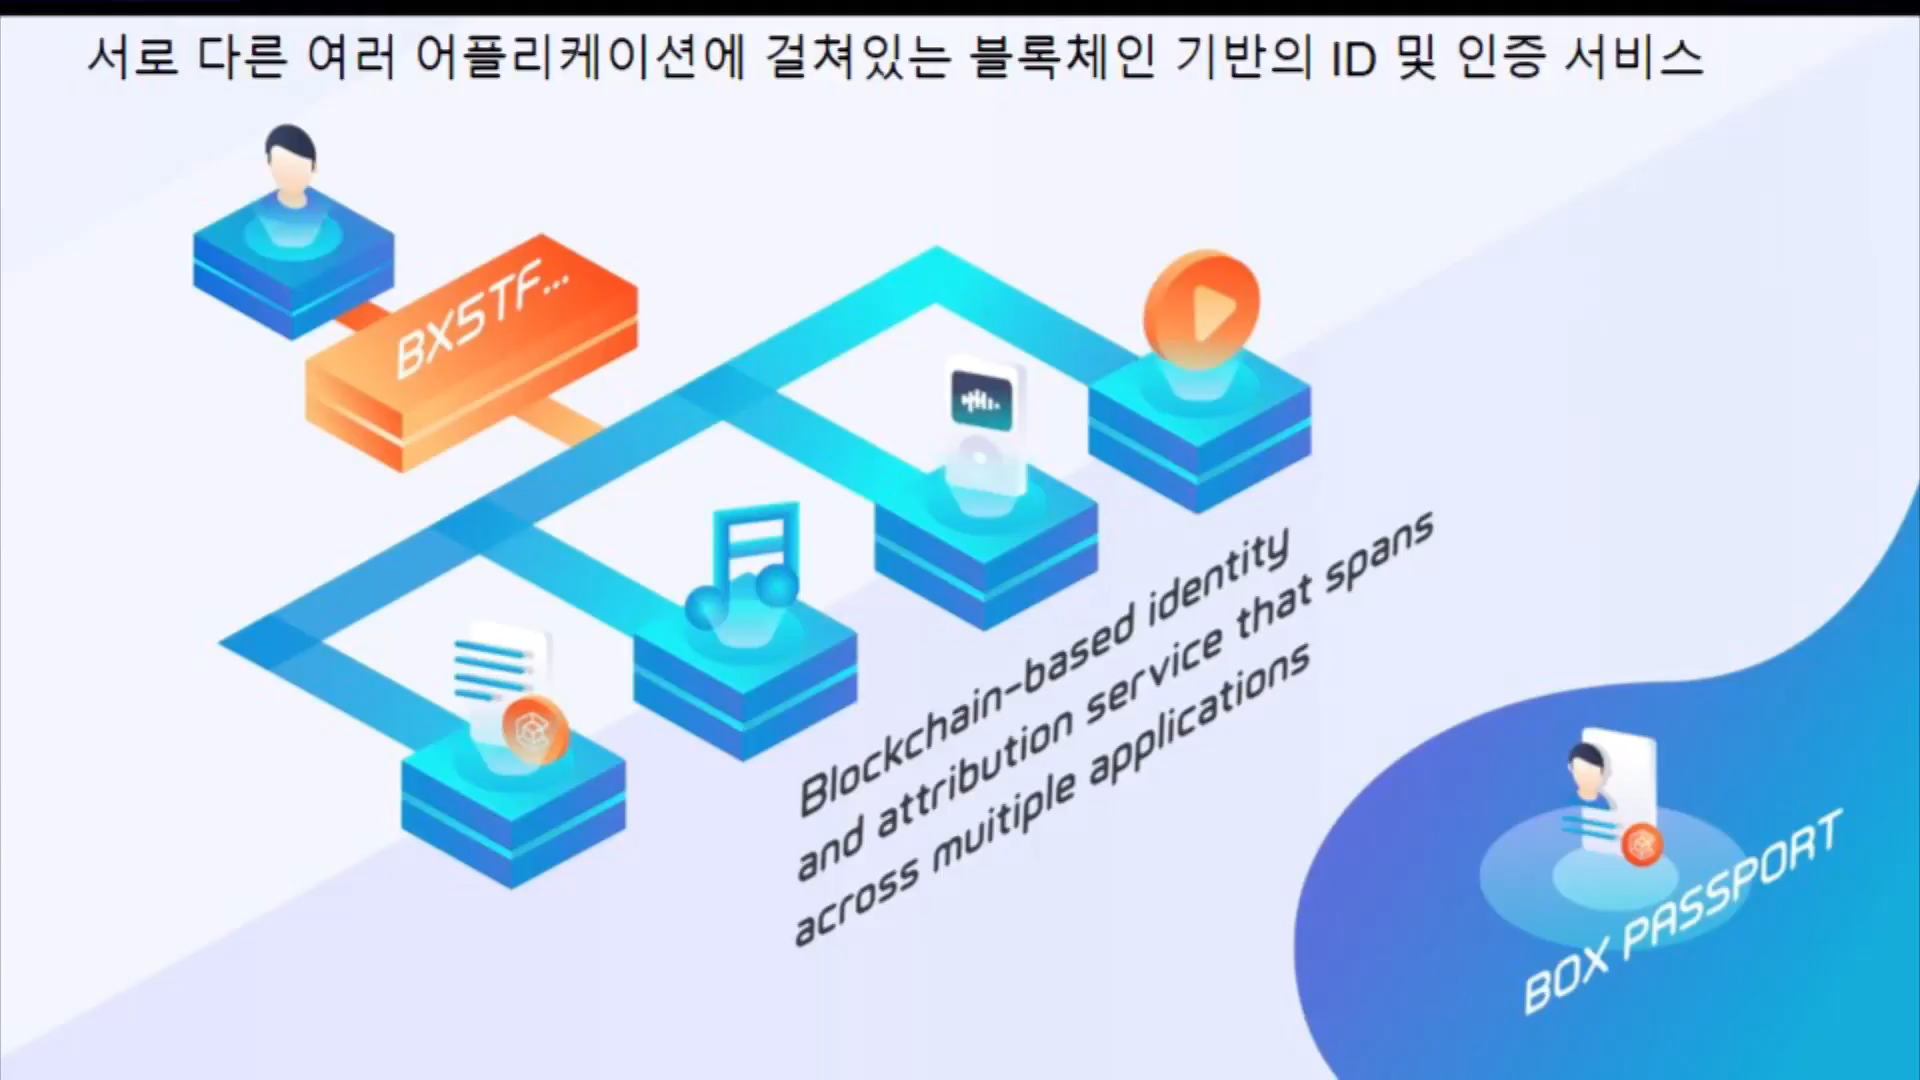 서로 다른 여러 어플리케이션에 걸쳐있는 블록체인 기반의 ID 및 인증 서비스
BX5TF...
Blockchain-based identity
and attribution service that spans
across muitiple applications
BOX PASSPORT